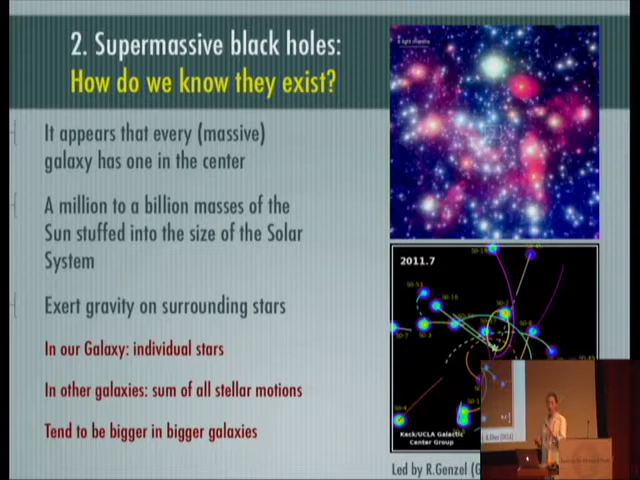 2. Supermassive black holes:
How do we know they exist?
It appears that every (massive)
galaxy has one in the center
A million to a billion masses of the
Sun stuffed into the size of the Solar
System
Exert gravity on surrounding stars
In our Galaxy: individual stars
In other galaxies: sum of all stellar motions
Tend to be bigger in bigger galaxies
8 light months
2011.7
Keck/UCLA Galactic
Center Group
Led by R.Genzel (G